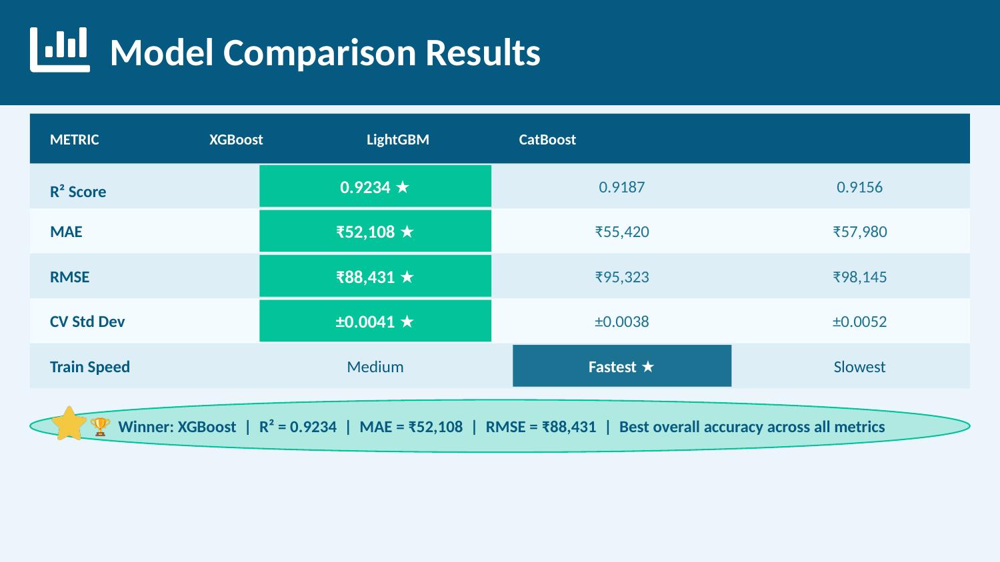 Model Comparison Results
METRIC XGBoost LightGBM CatBoost
R² Score 0.9234 ★ 0.9187 0.9156
MAE ₹52,108 ★ ₹55,420 ₹57,980
RMSE ₹88,431 ★ ₹95,323 ₹98,145
CV Std Dev ±0.0041 ★ ±0.0038 ±0.0052
Train Speed Medium Fastest ★ Slowest
🏆 Winner: XGBoost | R² = 0.9234 | MAE = ₹52,108 | RMSE = ₹88,431 | Best overall accuracy across all metrics